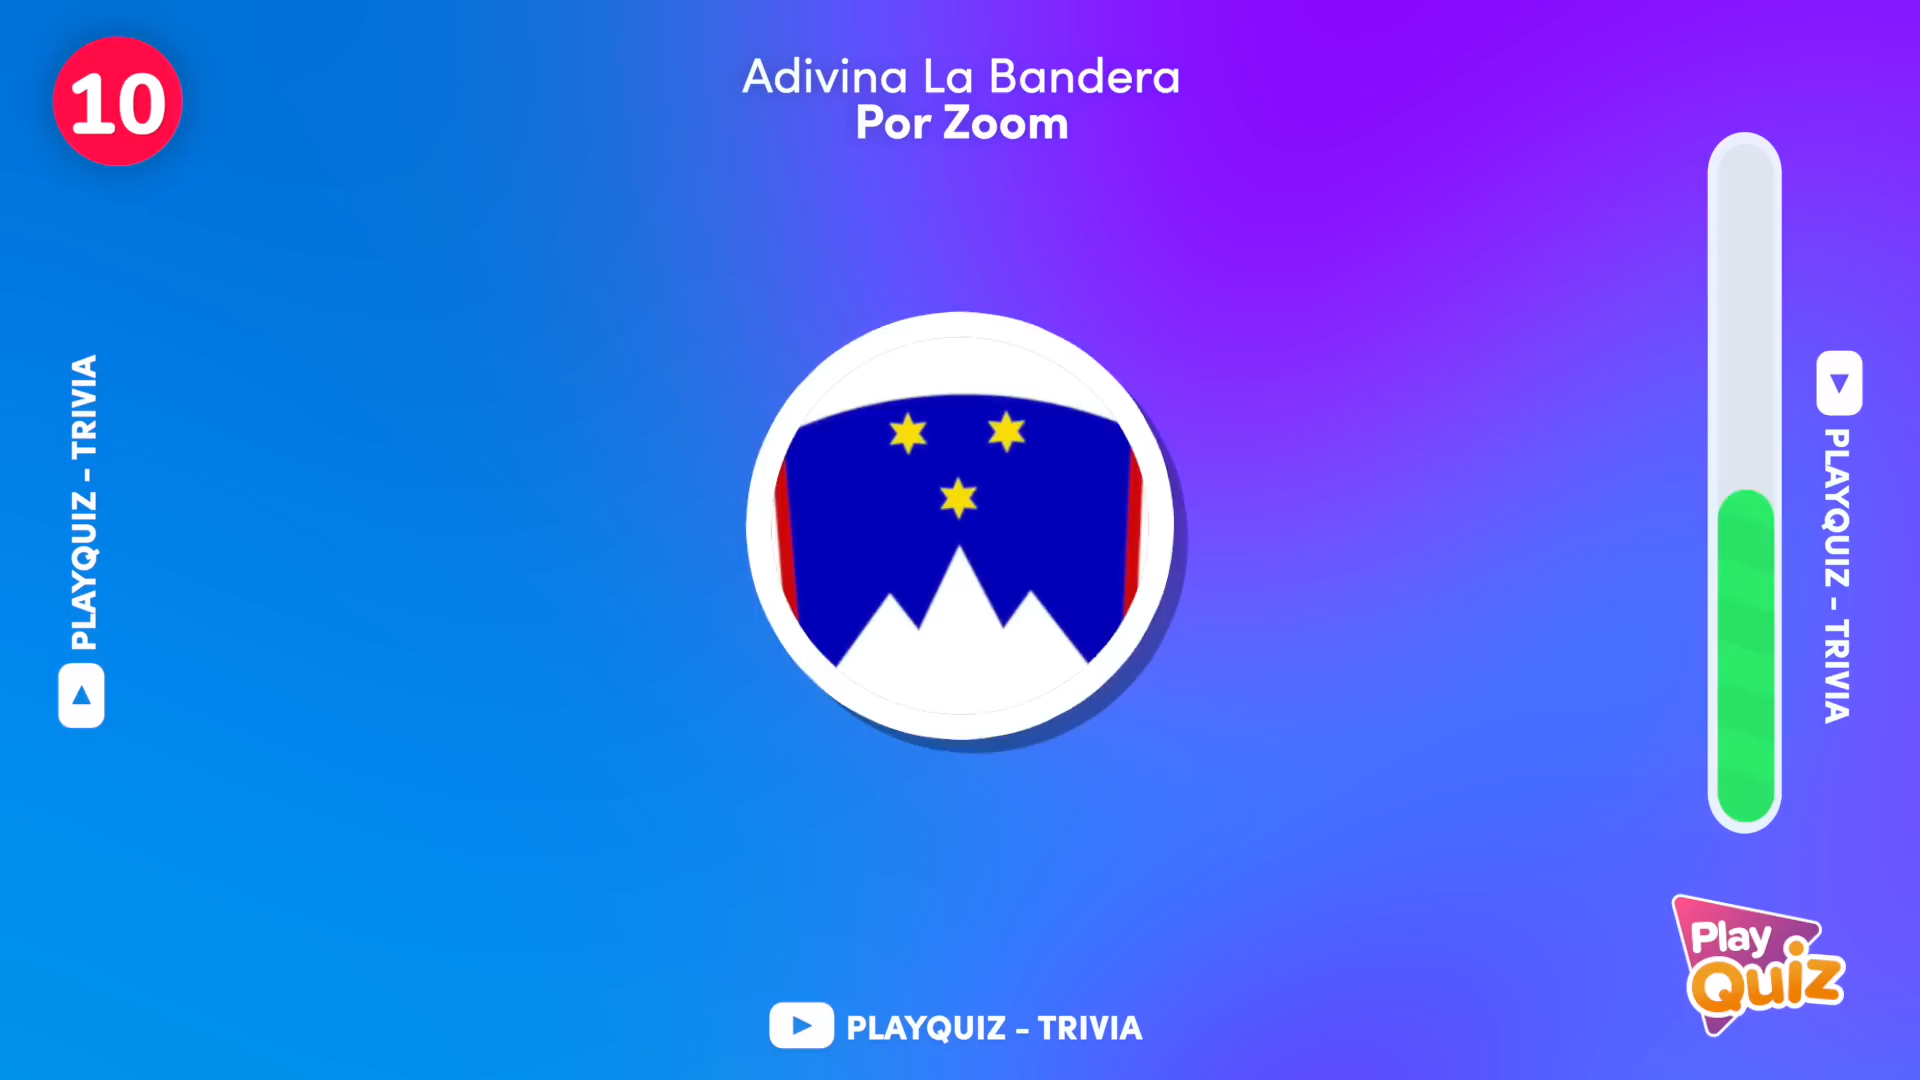 10
Adivina La Bandera
Por Zoom
PLAYQUIZ - TRIVIA
PLAYQUIZ - TRIVIA
Play
Quiz
PLAYQUIZ - TRIVIA